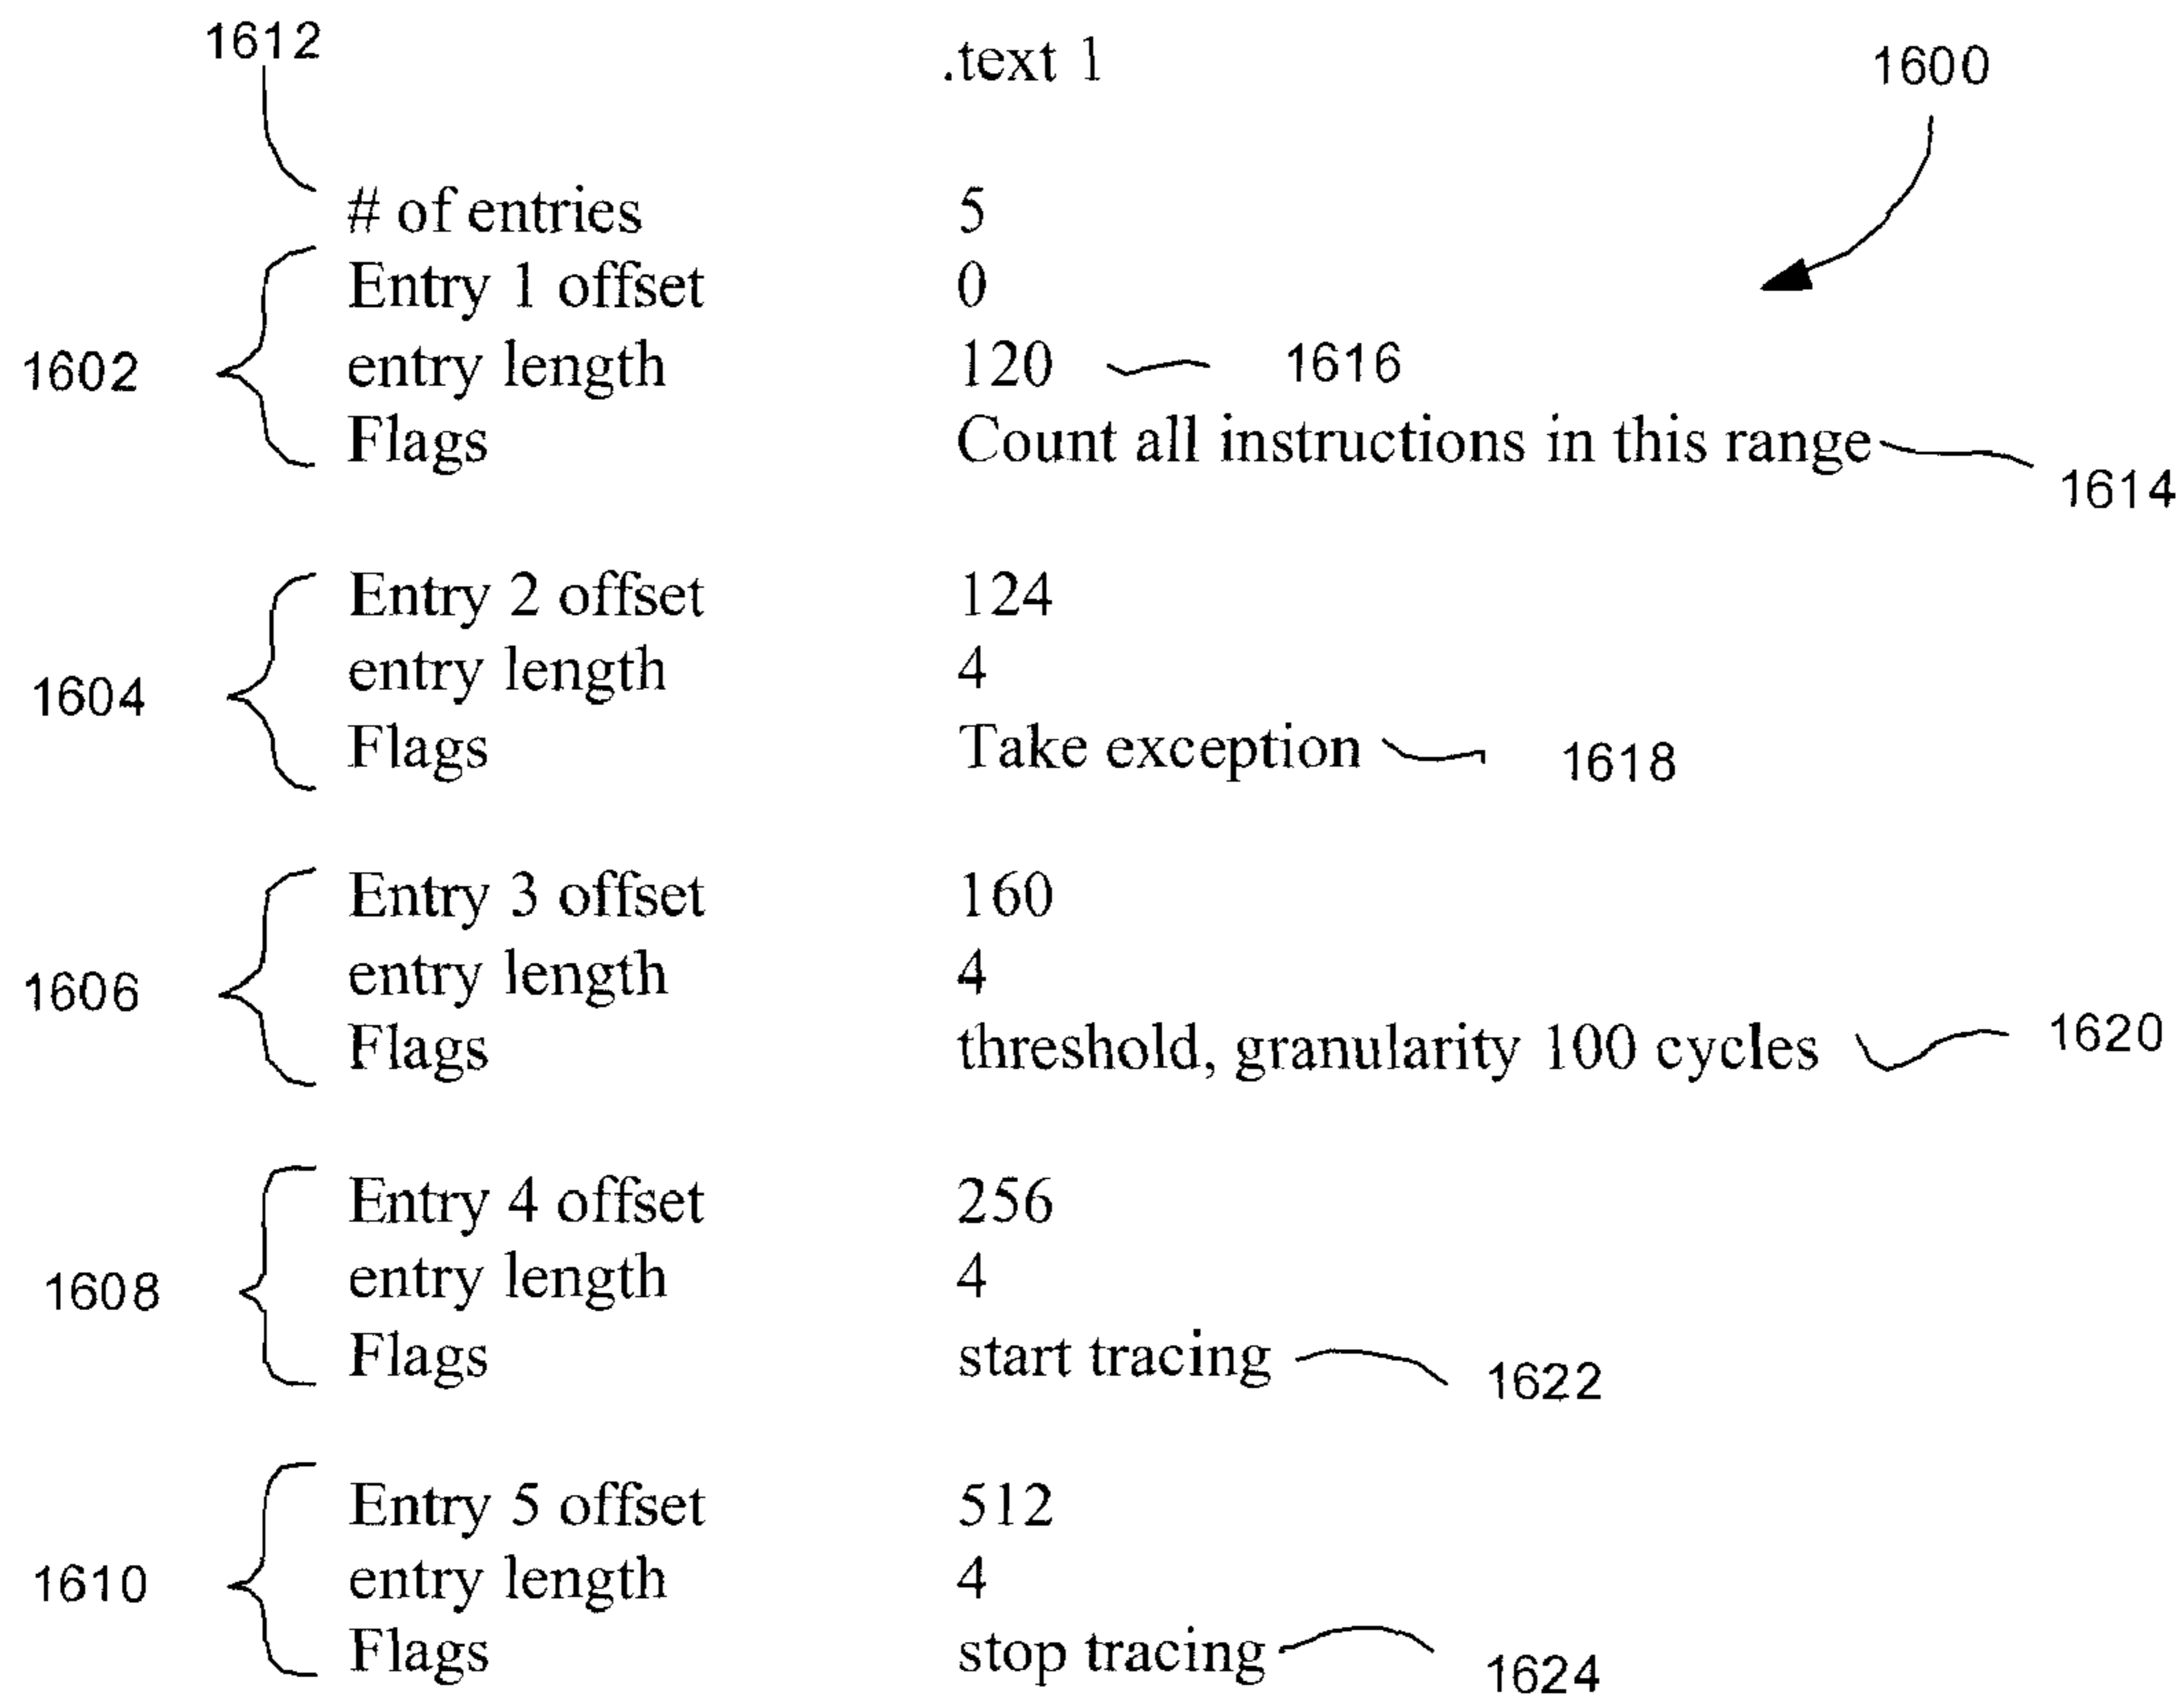 1612 .text 1 1600
# of entries 5
Entry 1 offset 0
1602 entry length 120 1616
Flags Count all instructions in this range
1614
Entry 2 offset 124
1604 entry length 4
Flags Take exception 1618
Entry 3 offset 160
1606 entry length 4
Flags threshold, granularity 100 cycles 1620
Entry 4 offset 256
1608 entry length 4
Flags start tracing 1622
Entry 5 offset 512
1610 entry length 4
Flags stop tracing 1624